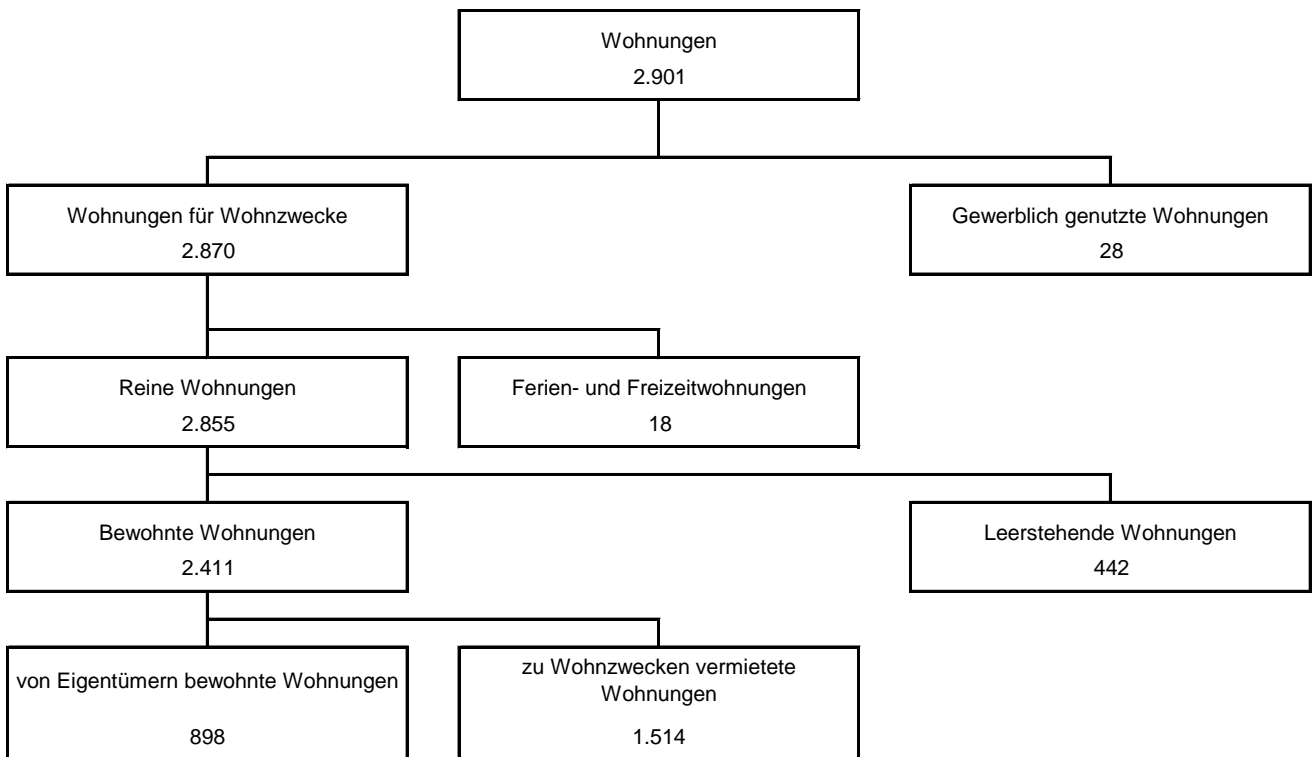 Wohnungen
2.901
Wohnungen für Wohnzwecke
2.870
Gewerblich genutzte Wohnungen
28
Reine Wohnungen
2.855
Ferien- und Freizeitwohnungen
18
Bewohnte Wohnungen
2.411
Leerstehende Wohnungen
442
von Eigentümern bewohnte Wohnungen
898
zu Wohnzwecken vermietete
Wohnungen
1.514